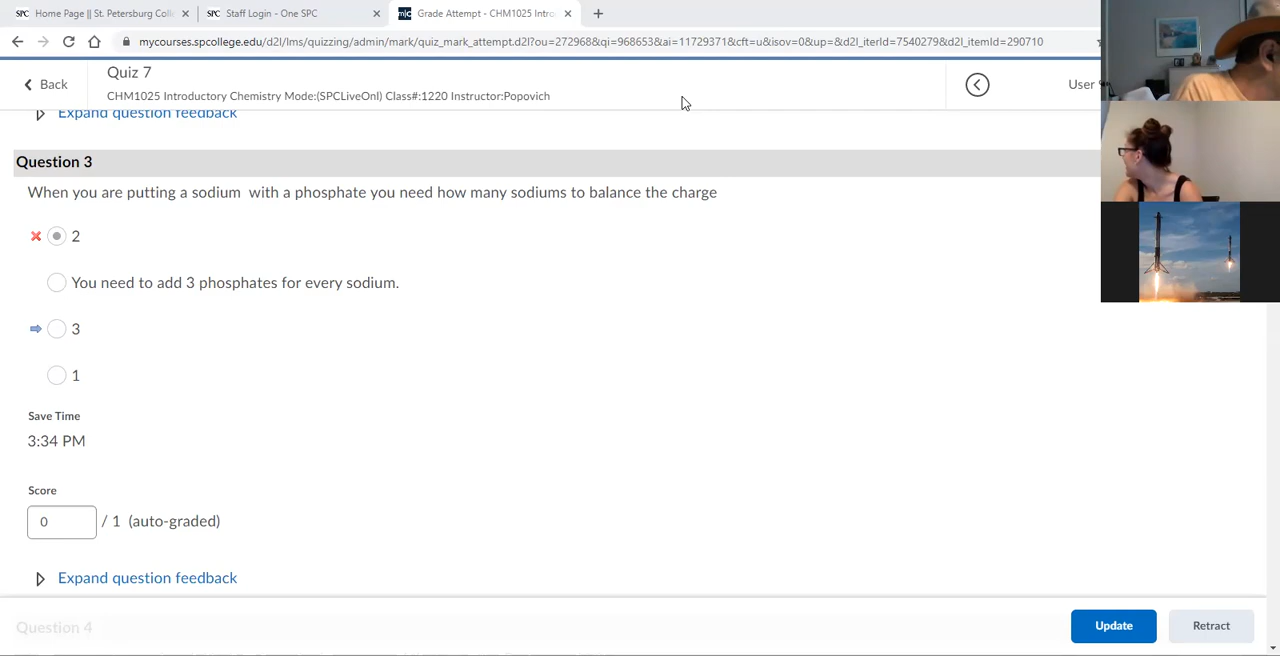 SPC Home Page || St. Petersburg Coll
SPC Staff Login - One SPC
Grade Attempt - CHM1025 Intro
mycourses.spcollege.edu/d2l/lms/quizzing/admin/mark/quiz_mark_attempt.d2l?ou=272968&qi=968653&ai=11729371&cft=u&isov=0&up=&d2l_iterId=7540279&d2l_itemId=290710
Back
Quiz 7
CHM1025 Introductory Chemistry Mode:(SPCLiveOnl) Class#:1220 Instructor:Popovich
User
Expand question feedback
Question 3
When you are putting a sodium with a phosphate you need how many sodiums to balance the charge
2
You need to add 3 phosphates for every sodium.
3
1
Save Time
3:34 PM
Score
0 / 1 (auto-graded)
Expand question feedback
Question 4
Update
Retract